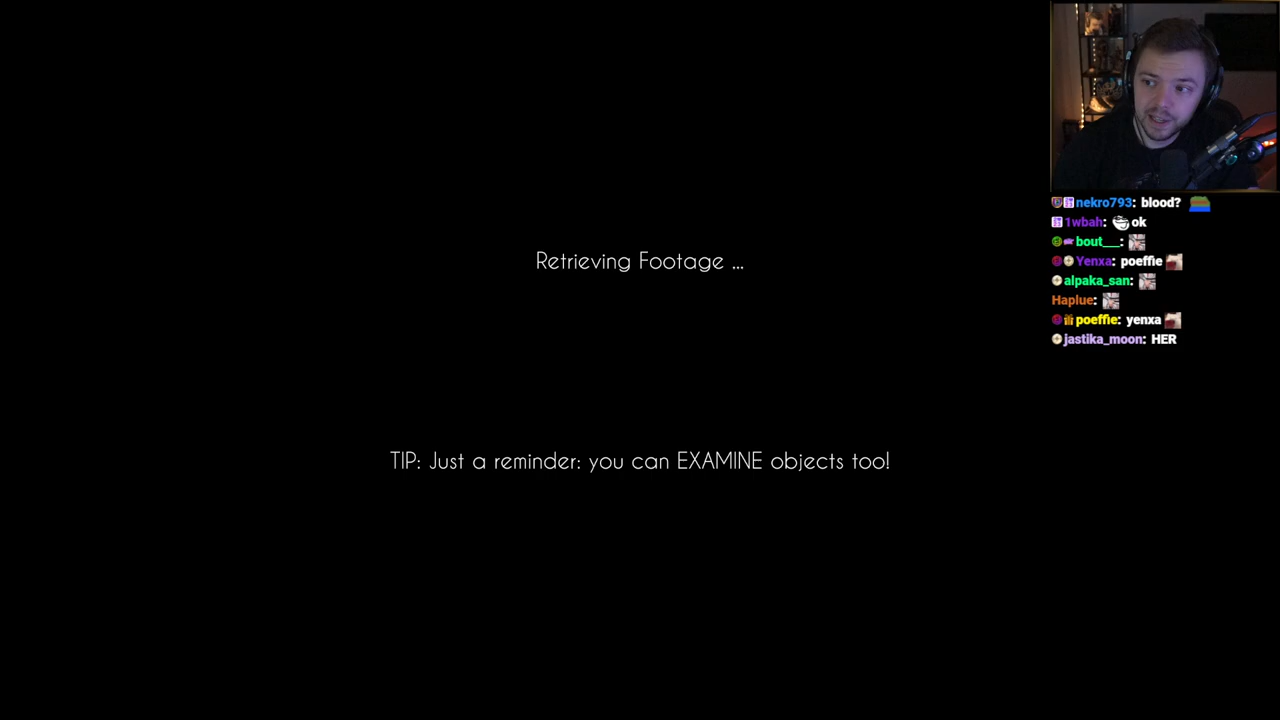 Retrieving Footage ...
TIP: Just a reminder: you can EXAMINE objects too!
nekro793: blood?
1wbah: ok
bout___:
Yenxa: poeffie
alpaka_san:
Haplue:
poeffie: yenxa
jastika_moon: HER